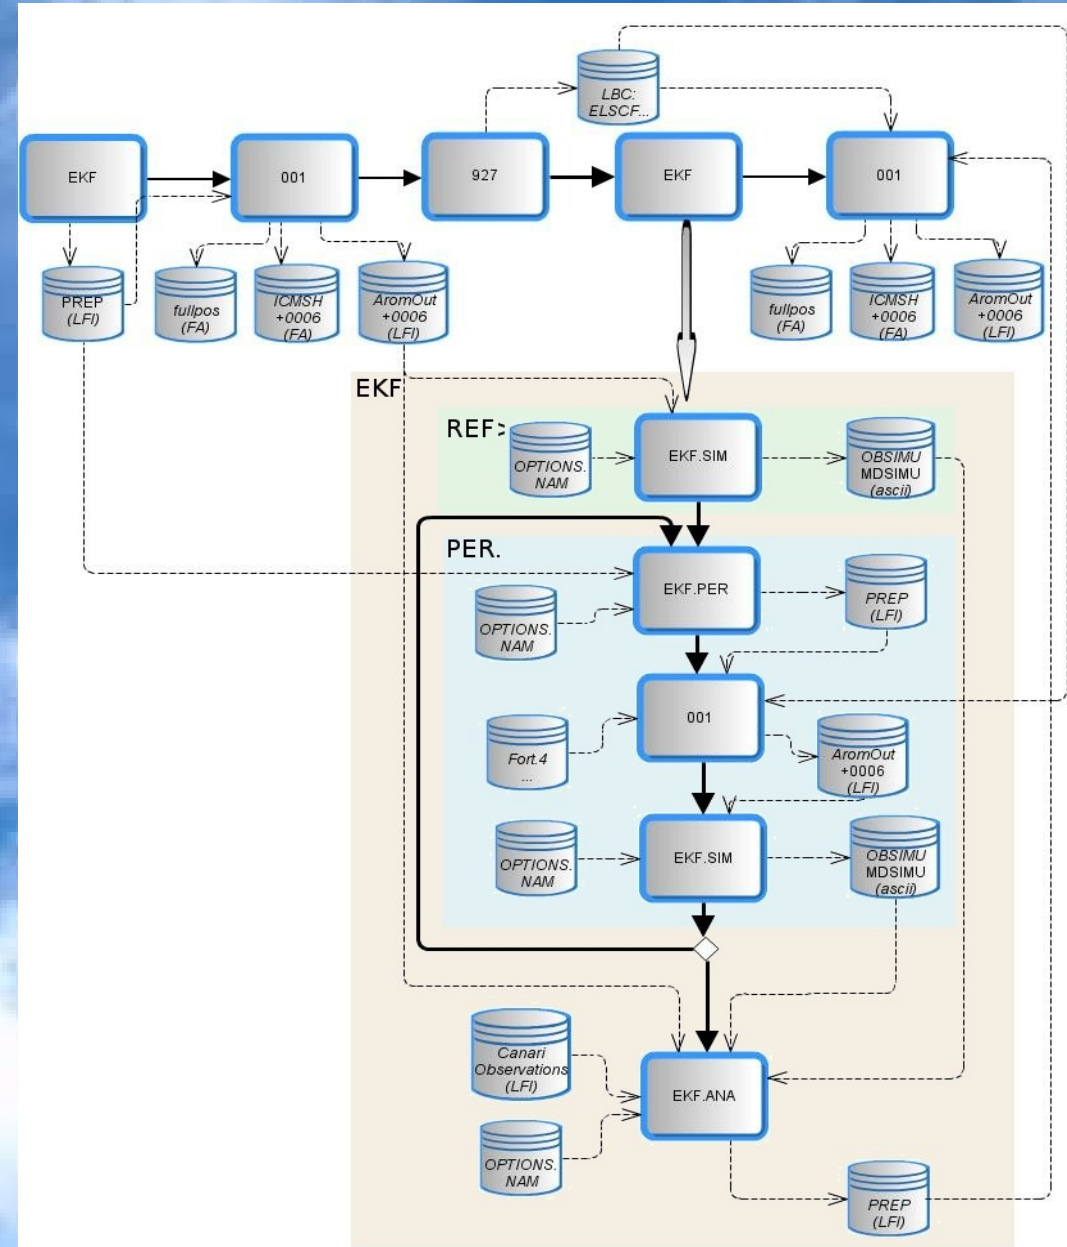 LBC:
ELSCF...
EKF
001
927
EKF
001
PREP
(LFI)
fullpos
(FA)
ICMSH
+0006
(FA)
AromOut
+0006
(LFI)
fullpos
(FA)
ICMSH
+0006
(FA)
AromOut
+0006
(LFI)
EKF
REF:
OPTIONS.
NAM
EKF.SIM
OBSIMU
MDSIMU
(ascii)
PER.
EKF.PER
OPTIONS.
NAM
PREP
(LFI)
001
Fort.4
...
AromOut
+0006
(LFI)
EKF.SIM
OPTIONS.
NAM
OBSIMU
MDSIMU
(ascii)
Canari
Observations
(LFI)
EKF.ANA
OPTIONS.
NAM
PREP
(LFI)